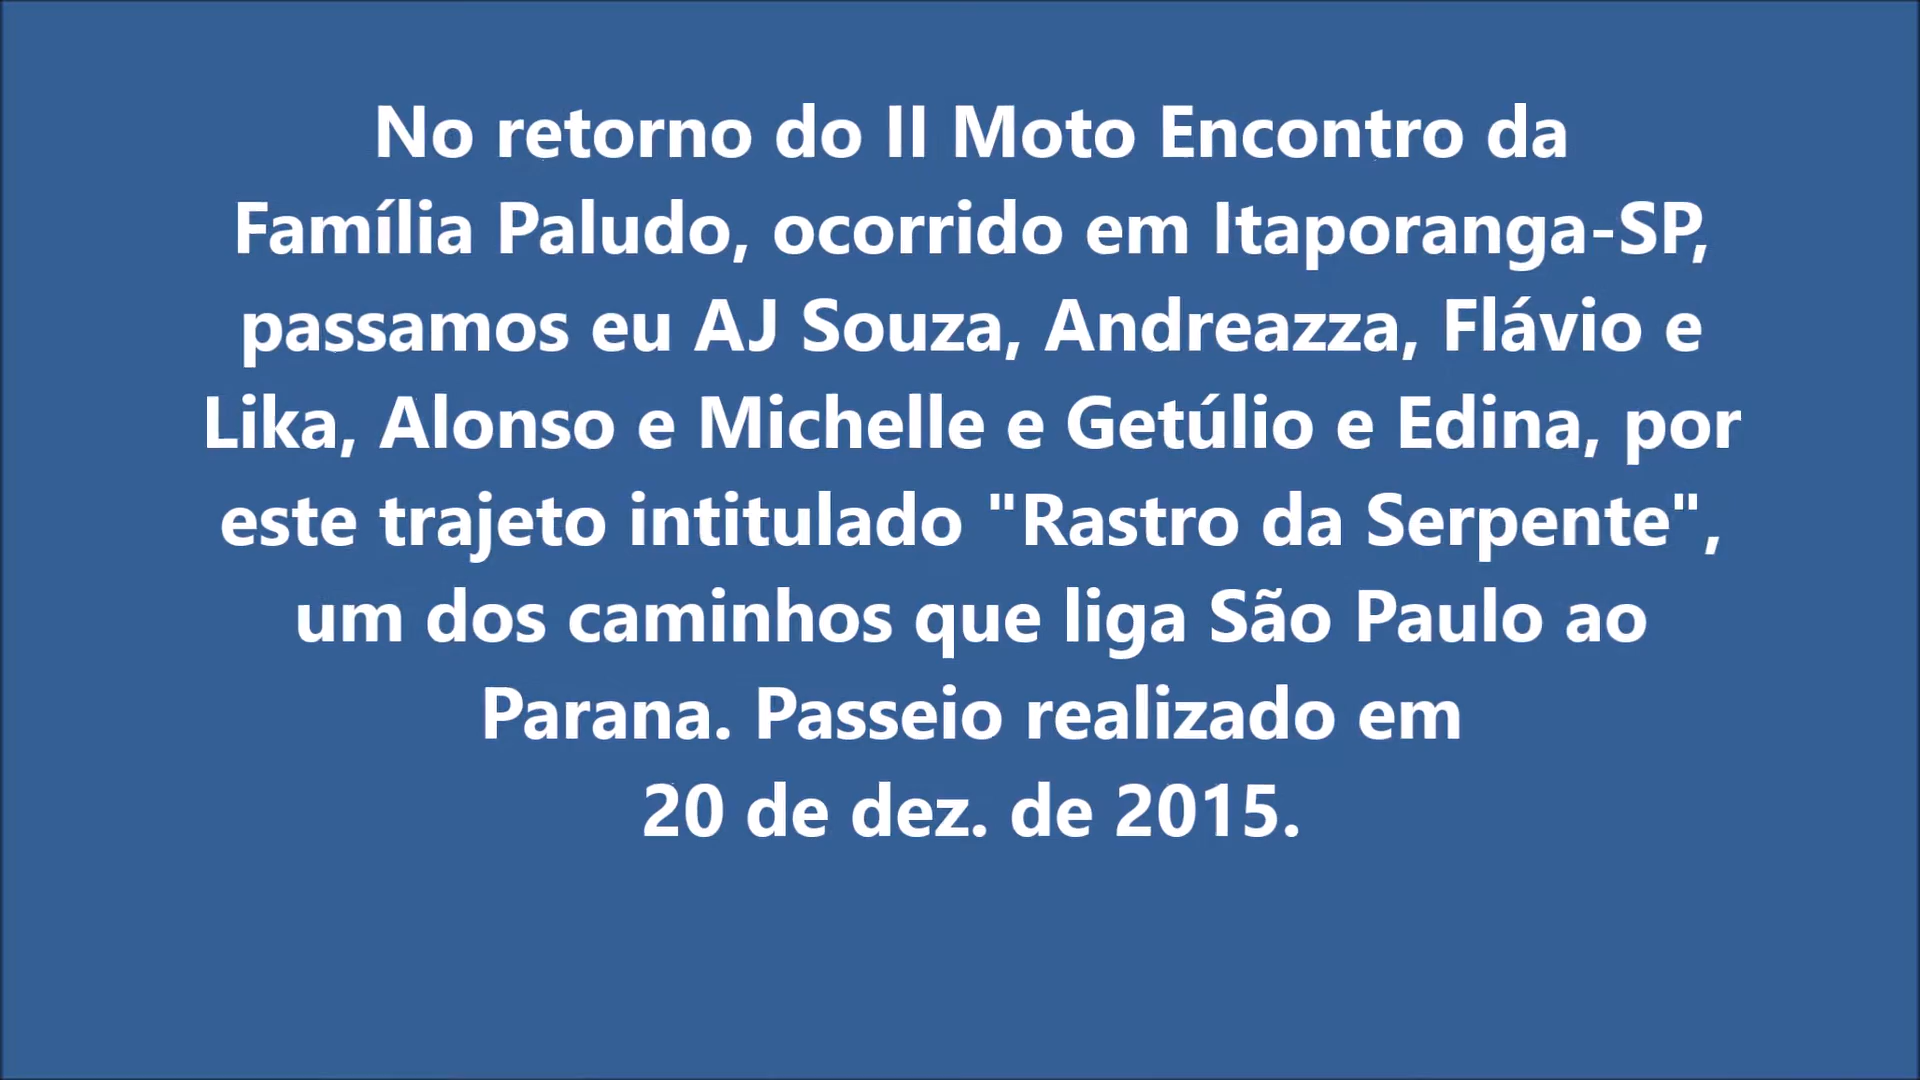 No retorno do II Moto Encontro da
Família Paludo, ocorrido em Itaporanga-SP,
passamos eu AJ Souza, Andreazza, Flávio e
Lika, Alonso e Michelle e Getúlio e Edina, por
este trajeto intitulado "Rastro da Serpente",
um dos caminhos que liga São Paulo ao
Parana. Passeio realizado em
20 de dez. de 2015.